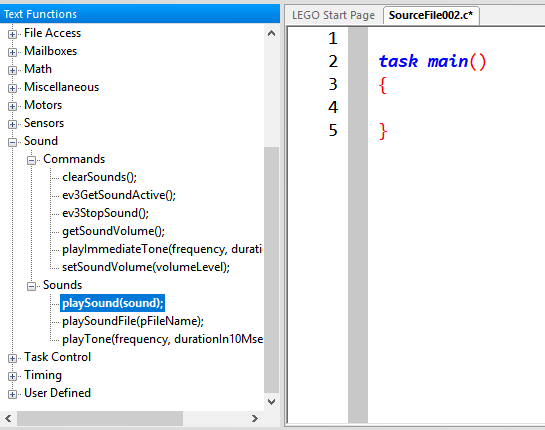 Text Functions
File Access
Mailboxes
Math
Miscellaneous
Motors
Sensors
Sound
Commands
clearSounds();
ev3GetSoundActive();
ev3StopSound();
getSoundVolume();
playImmediateTone(frequency, duratio
setSoundVolume(volumeLevel);
Sounds
playSound(sound);
playSoundFile(pFileName);
playTone(frequency, durationIn10Mse
Task Control
Timing
User Defined
LEGO Start Page SourceFile002.c*
1
2 task main()
3 {
4
5 }